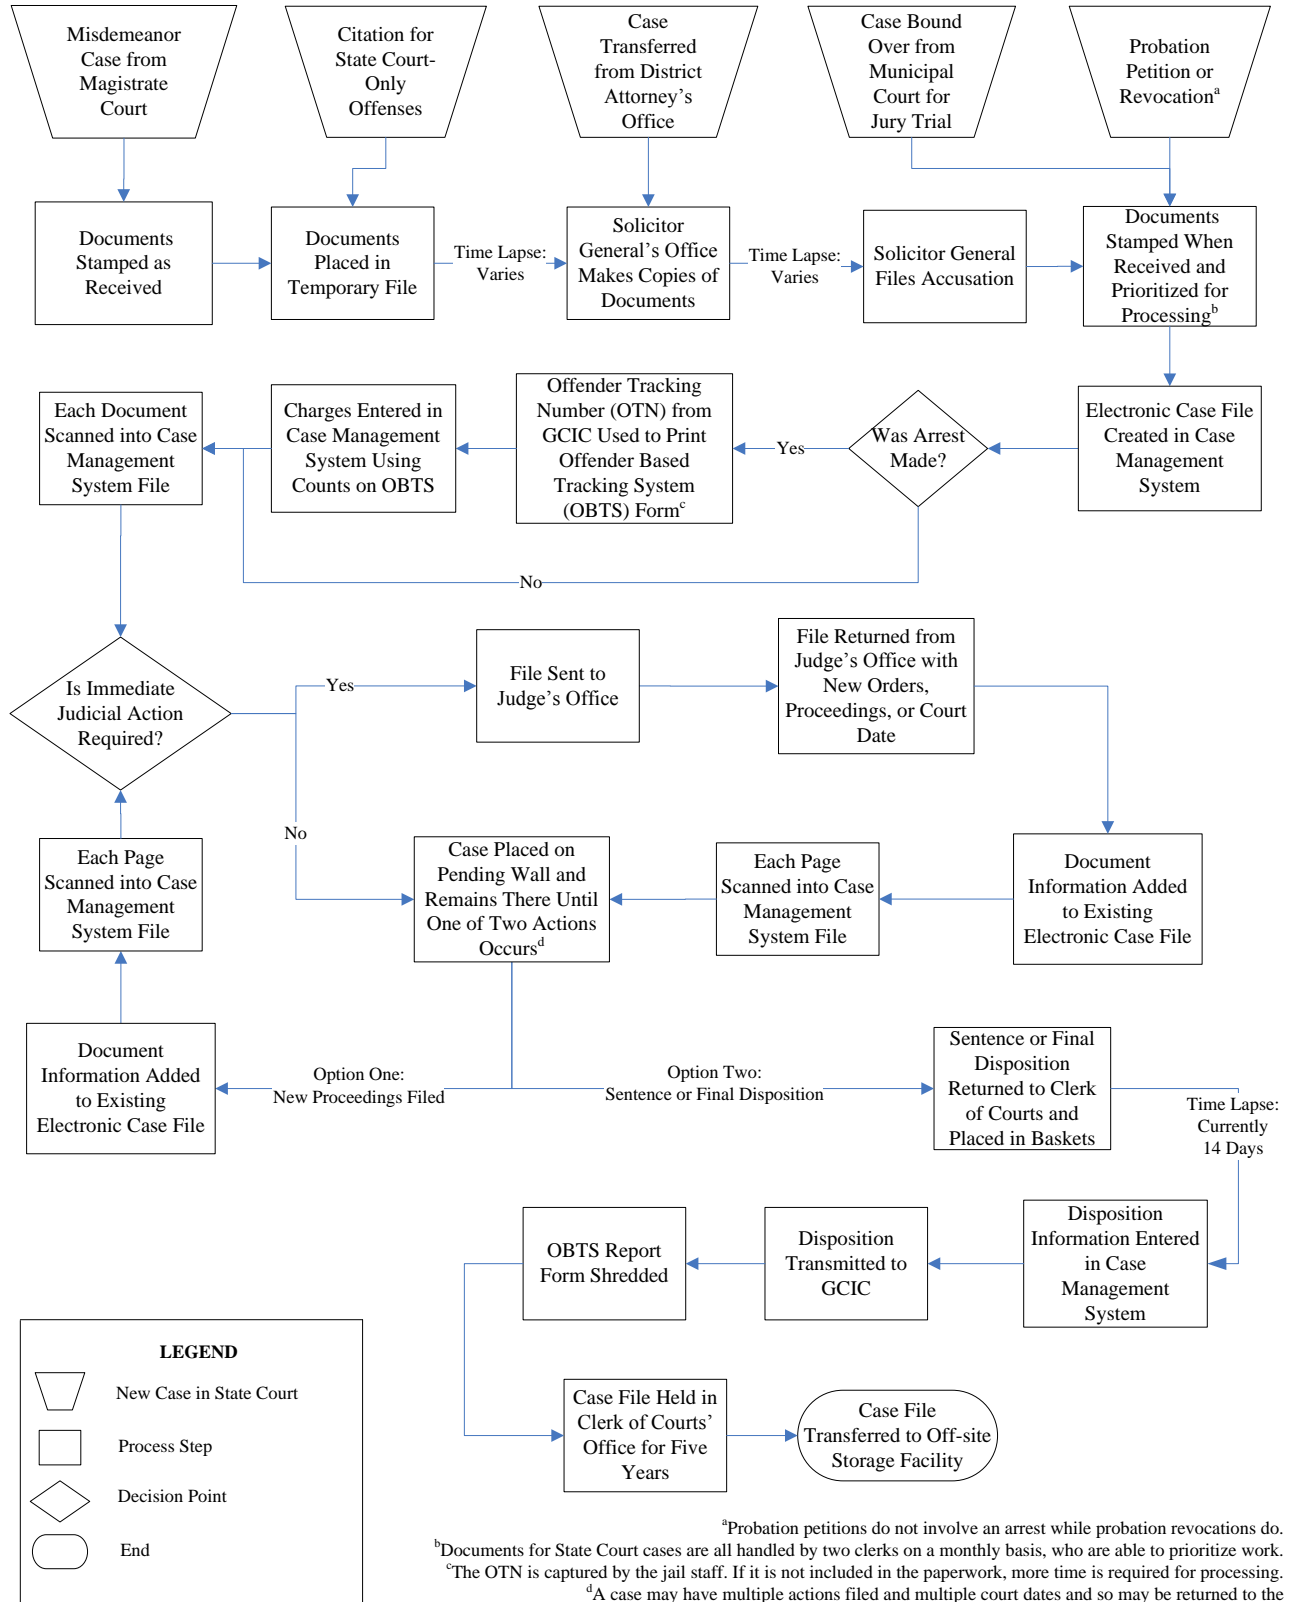 Misdemeanor
Case from
Magistrate
Court
Citation for
State Court-
Only
Offenses
Case
Transferred
from District
Attorney's
Office
Case Bound
Over from
Municipal
Court for
Jury Trial
Probation
Petition or
Revocationᵃ
Documents
Stamped as
Received
Documents
Placed in
Temporary File
Time Lapse:
Varies
Solicitor
General's Office
Makes Copies of
Documents
Time Lapse:
Varies
Solicitor General
Files Accusation
Documents
Stamped When
Received and
Prioritized for
Processingᵇ
Electronic Case File
Created in Case
Management
System
Was Arrest
Made?
Yes
Offender Tracking
Number (OTN) from
GCIC Used to Print
Offender Based
Tracking System
(OBTS) Formᶜ
Charges Entered in
Case Management
System Using
Counts on OBTS
Each Document
Scanned into Case
Management
System File
No
Is Immediate
Judicial Action
Required?
Yes
File Sent to
Judge's Office
File Returned from
Judge's Office with
New Orders,
Proceedings, or Court
Date
No
Document
Information Added
to Existing
Electronic Case File
Each Page
Scanned into Case
Management
System File
Case Placed on
Pending Wall and
Remains There Until
One of Two Actions
Occursᵈ
Each Page
Scanned into Case
Management
System File
Document
Information Added
to Existing
Electronic Case File
Option One:
New Proceedings Filed
Option Two:
Sentence or Final Disposition
Sentence or Final
Disposition
Returned to Clerk
of Courts and
Placed in Baskets
Time Lapse:
Currently
14 Days
Disposition
Information Entered
in Case
Management
System
Disposition
Transmitted to
GCIC
OBTS Report
Form Shredded
Case File Held in
Clerk of Courts'
Office for Five
Years
Case File
Transferred to Off-site
Storage Facility
LEGEND
New Case in State Court
Process Step
Decision Point
End
ᵃProbation petitions do not involve an arrest while probation revocations do.
ᵇDocuments for State Court cases are all handled by two clerks on a monthly basis, who are able to prioritize work.
ᶜThe OTN is captured by the jail staff. If it is not included in the paperwork, more time is required for processing.
ᵈA case may have multiple actions filed and multiple court dates and so may be returned to the